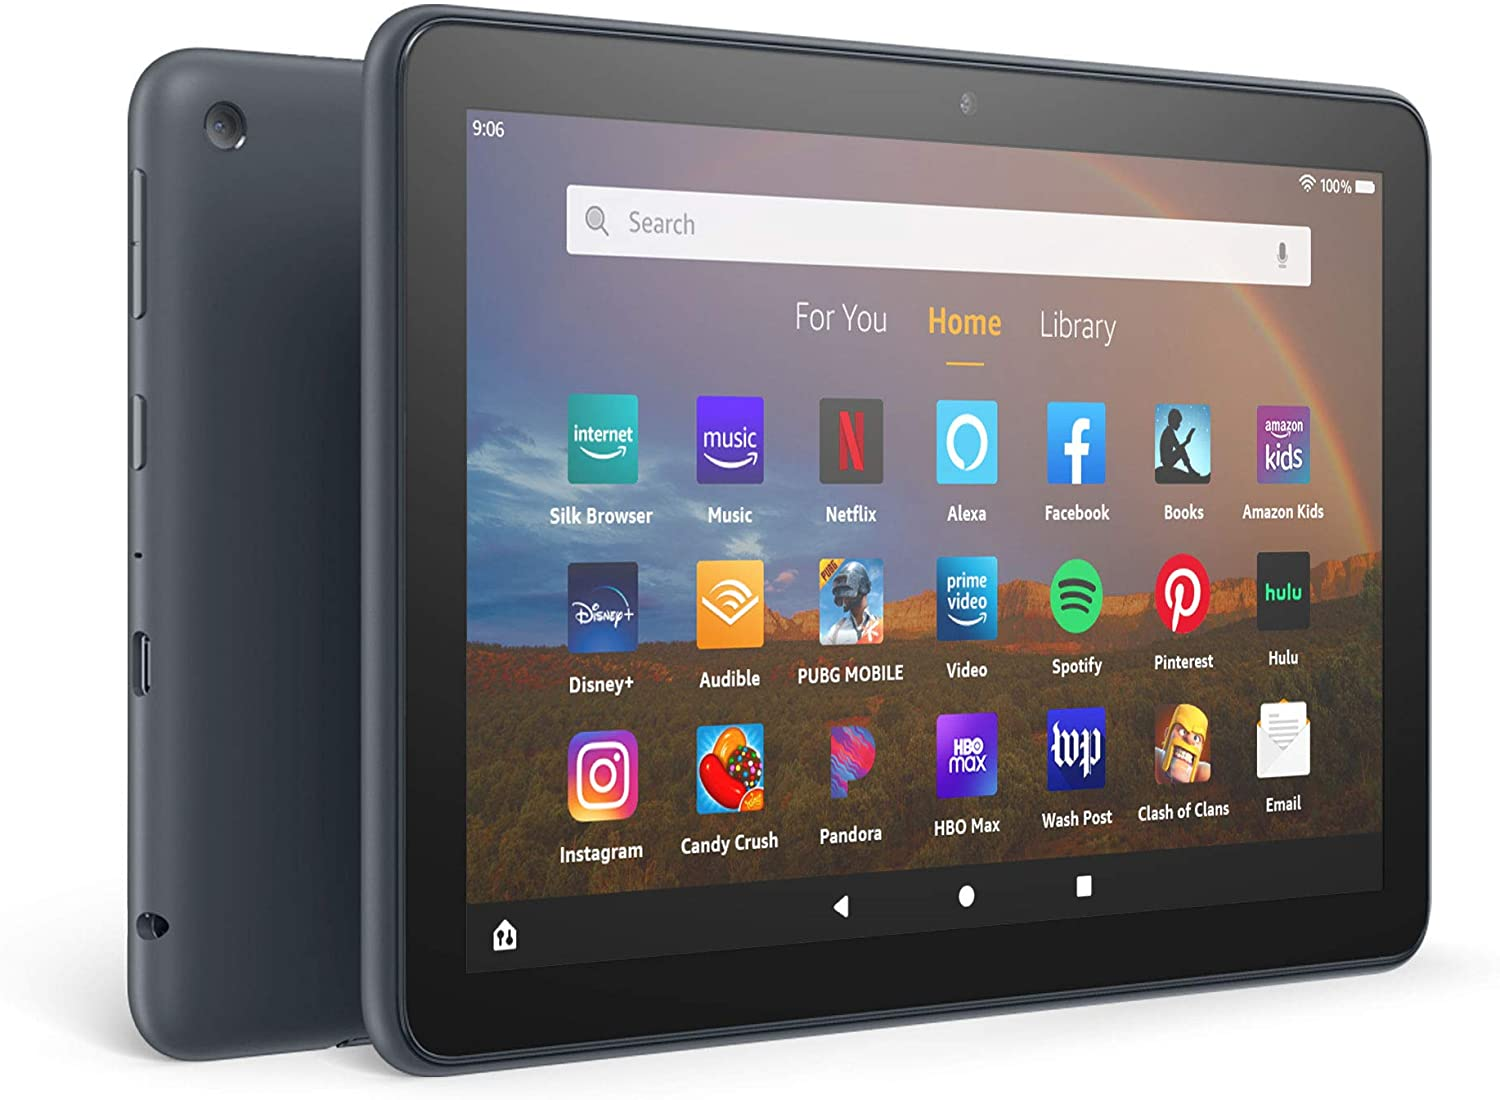 9:06
100%
Search
For You Home Library
internet music N amazon kids
Silk Browser Music Netflix Alexa Facebook Books Amazon Kids
Disney+ PUBG prime video hulu
Disney+ Audible PUBG MOBILE Video Spotify Pinterest Hulu
HBO max wp
Instagram Candy Crush Pandora HBO Max Wash Post Clash of Clans Email